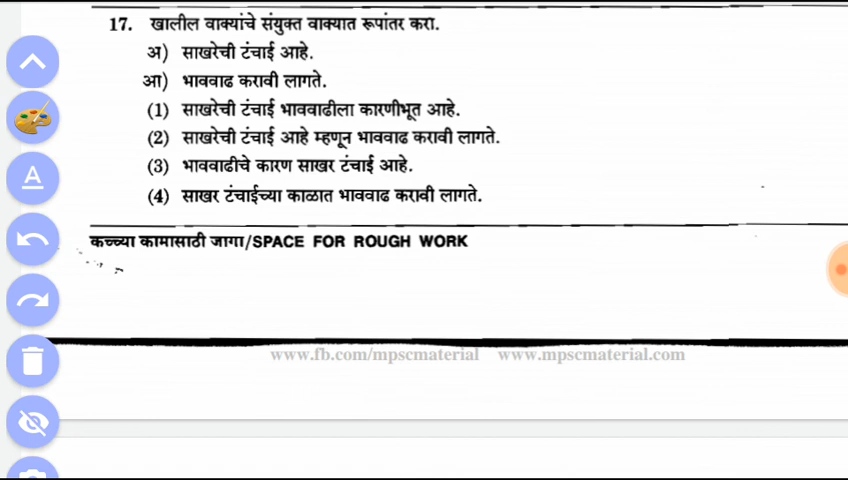 17. खालील वाक्यांचे संयुक्त वाक्यात रूपांतर करा.
अ) साखरेची टंचाई आहे.
आ) भाववाढ करावी लागते.
(1) साखरेची टंचाई भाववाढीला कारणीभूत आहे.
(2) साखरेची टंचाई आहे म्हणून भाववाढ करावी लागते.
(3) भाववाढीचे कारण साखर टंचाई आहे.
(4) साखर टंचाईच्या काळात भाववाढ करावी लागते.
कच्च्या कामासाठी जागा/SPACE FOR ROUGH WORK
www.fb.com/mpscmaterial www.mpscmaterial.com
A